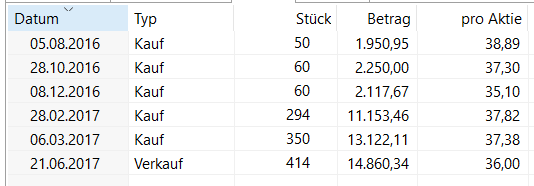 Datum Typ Stück Betrag pro Aktie
05.08.2016 Kauf 50 1.950,95 38,89
28.10.2016 Kauf 60 2.250,00 37,30
08.12.2016 Kauf 60 2.117,67 35,10
28.02.2017 Kauf 294 11.153,46 37,82
06.03.2017 Kauf 350 13.122,11 37,38
21.06.2017 Verkauf 414 14.860,34 36,00